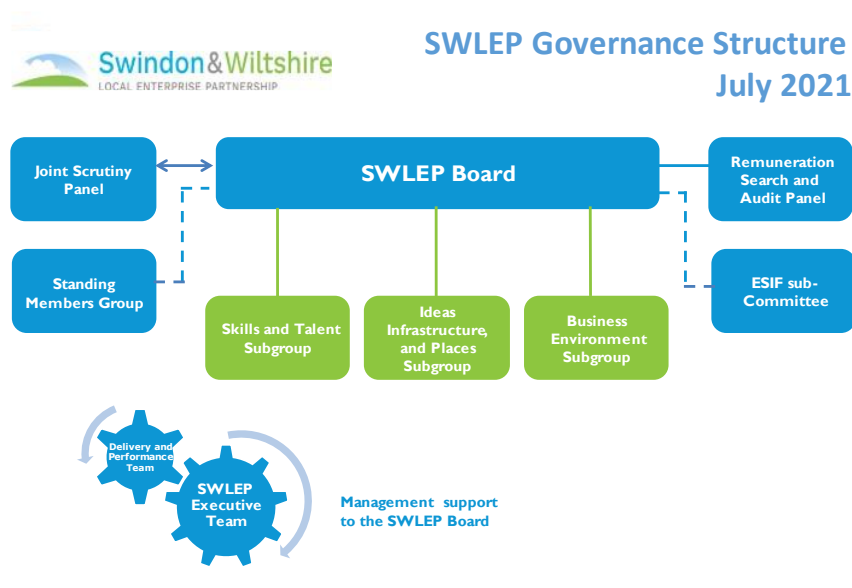 SWLEP Governance Structure
July 2021
Swindon&Wiltshire
LOCAL ENTERPRISE PARTNERSHIP
Joint Scrutiny
Panel
SWLEP Board
Remuneration
Search and
Audit Panel
Standing
Members Group
ESIF sub-
Committee
Skills and Talent
Subgroup
Ideas
Infrastructure,
and Places
Subgroup
Business
Environment
Subgroup
Delivery and
Performance
Team
SWLEP
Executive
Team
Management support
to the SWLEP Board